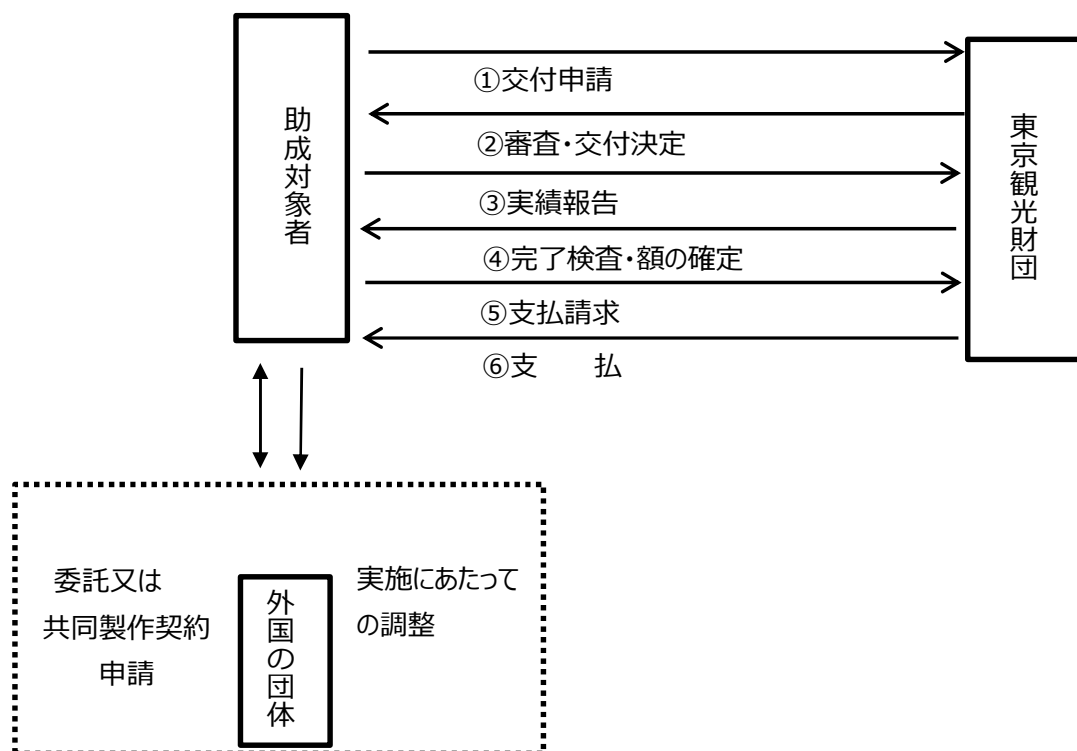 助成対象者
①交付申請
②審査・交付決定
③実績報告
④完了検査・額の確定
⑤支払請求
⑥支　　払
東京観光財団
委託又は
共同製作契約
申請
外国の団体
実施にあたって
の調整